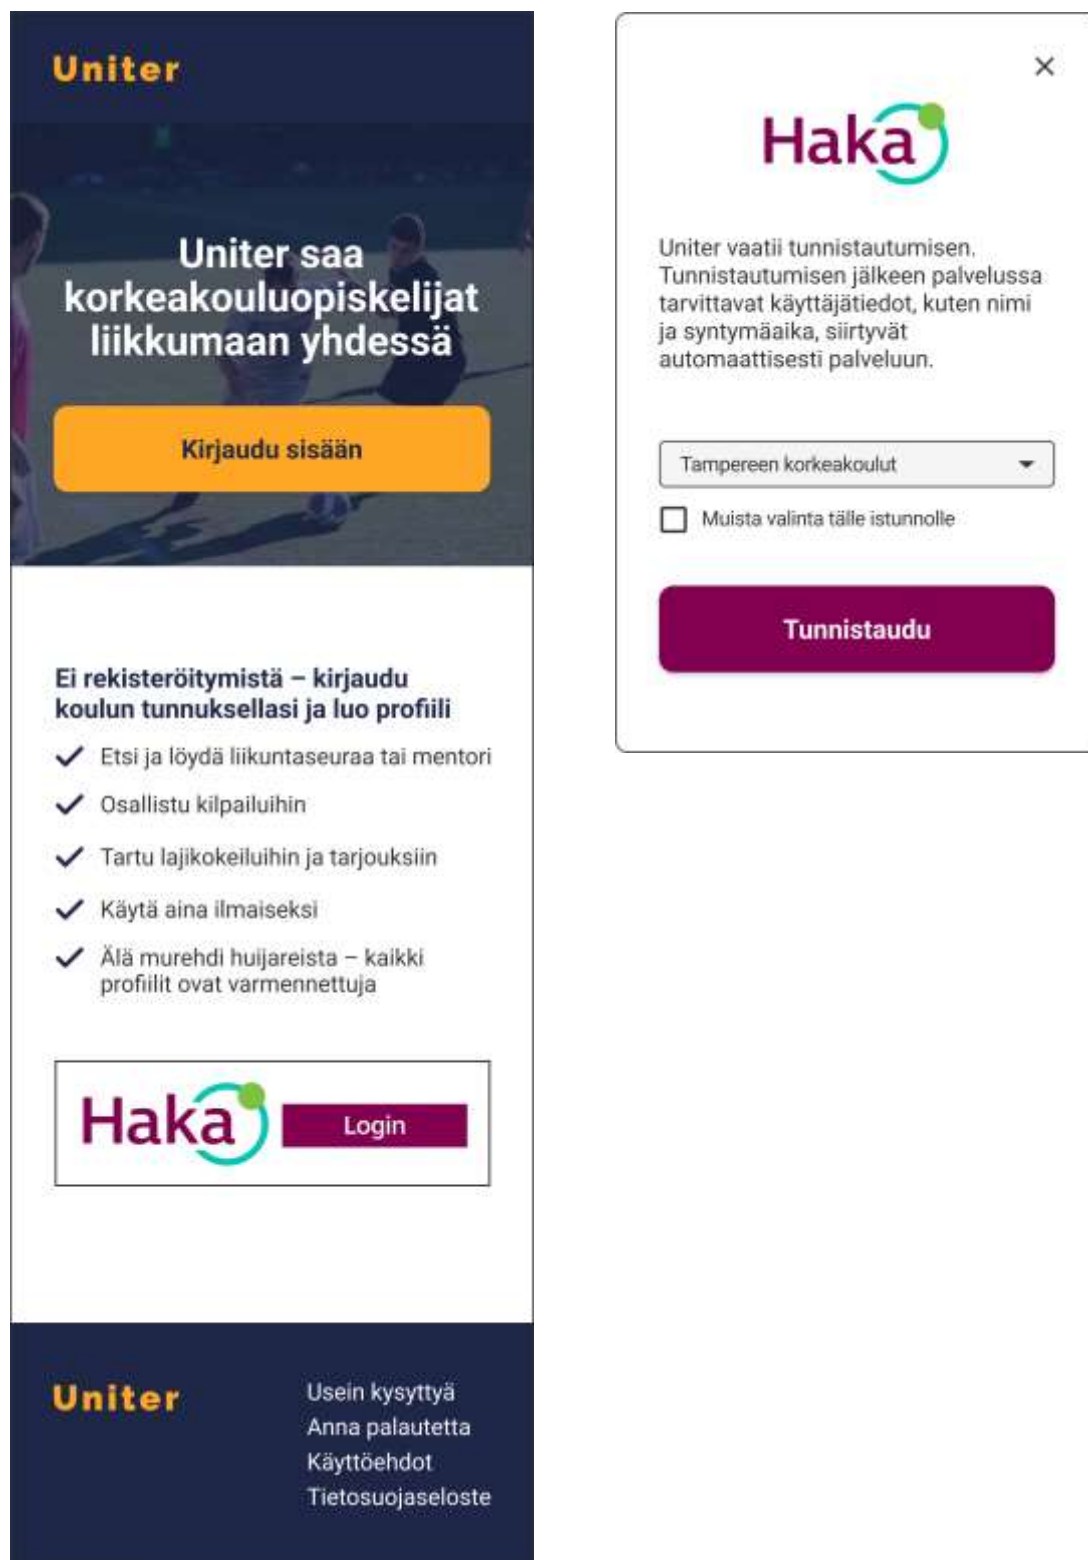 Uniter
Uniter saa
korkeakouluopiskelijat
liikkumaan yhdessä
Kirjaudu sisään
Ei rekisteröitymistä – kirjaudu
koulun tunnuksellasi ja luo profiili
Etsi ja löydä liikuntaseuraa tai mentori
Osallistu kilpailuihin
Tartu lajikokeiluihin ja tarjouksiin
Käytä aina ilmaiseksi
Älä murehdi huijareista – kaikki
profiilit ovat varmennettuja
Haka
Login
Uniter
Usein kysyttyä
Anna palautetta
Käyttöehdot
Tietosuojaseloste
Haka
Uniter vaatii tunnistautumisen.
Tunnistautumisen jälkeen palvelussa
tarvittavat käyttäjätiedot, kuten nimi
ja syntymäaika, siirtyvät
automaattisesti palveluun.
Tampereen korkeakoulut
Muista valinta tälle istunnolle
Tunnistaudu